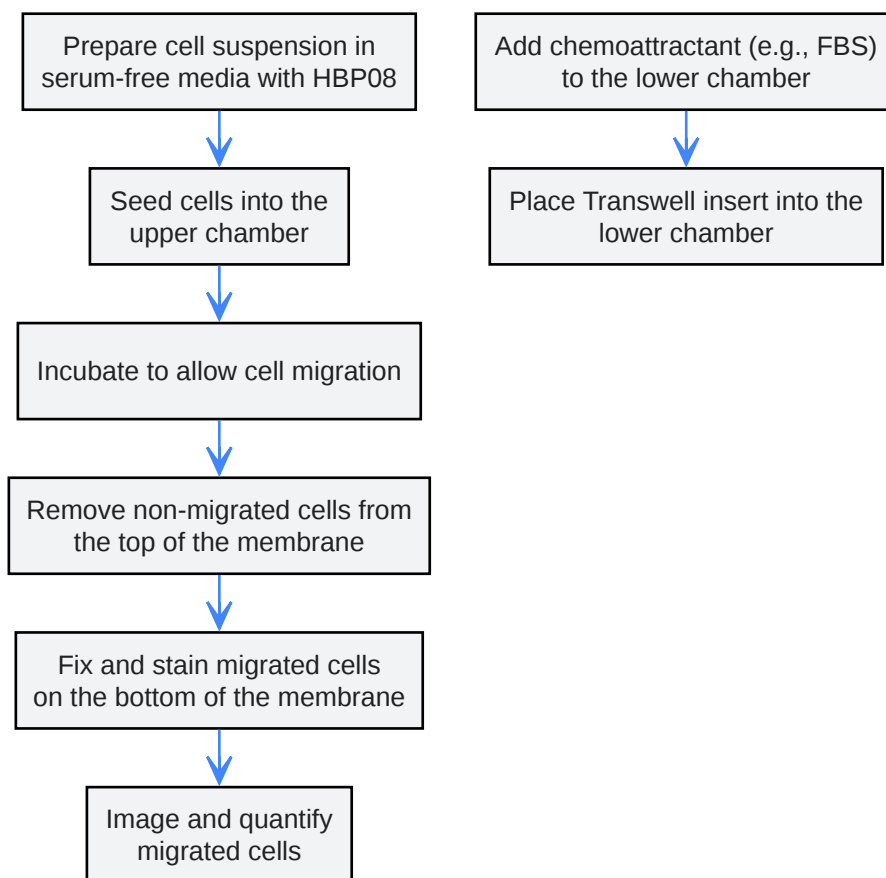 Prepare cell suspension in
serum-free media with HBP08
Seed cells into the
upper chamber
Incubate to allow cell migration
Remove non-migrated cells from
the top of the membrane
Fix and stain migrated cells
on the bottom of the membrane
Image and quantify
migrated cells
Add chemoattractant (e.g., FBS)
to the lower chamber
Place Transwell insert into the
lower chamber